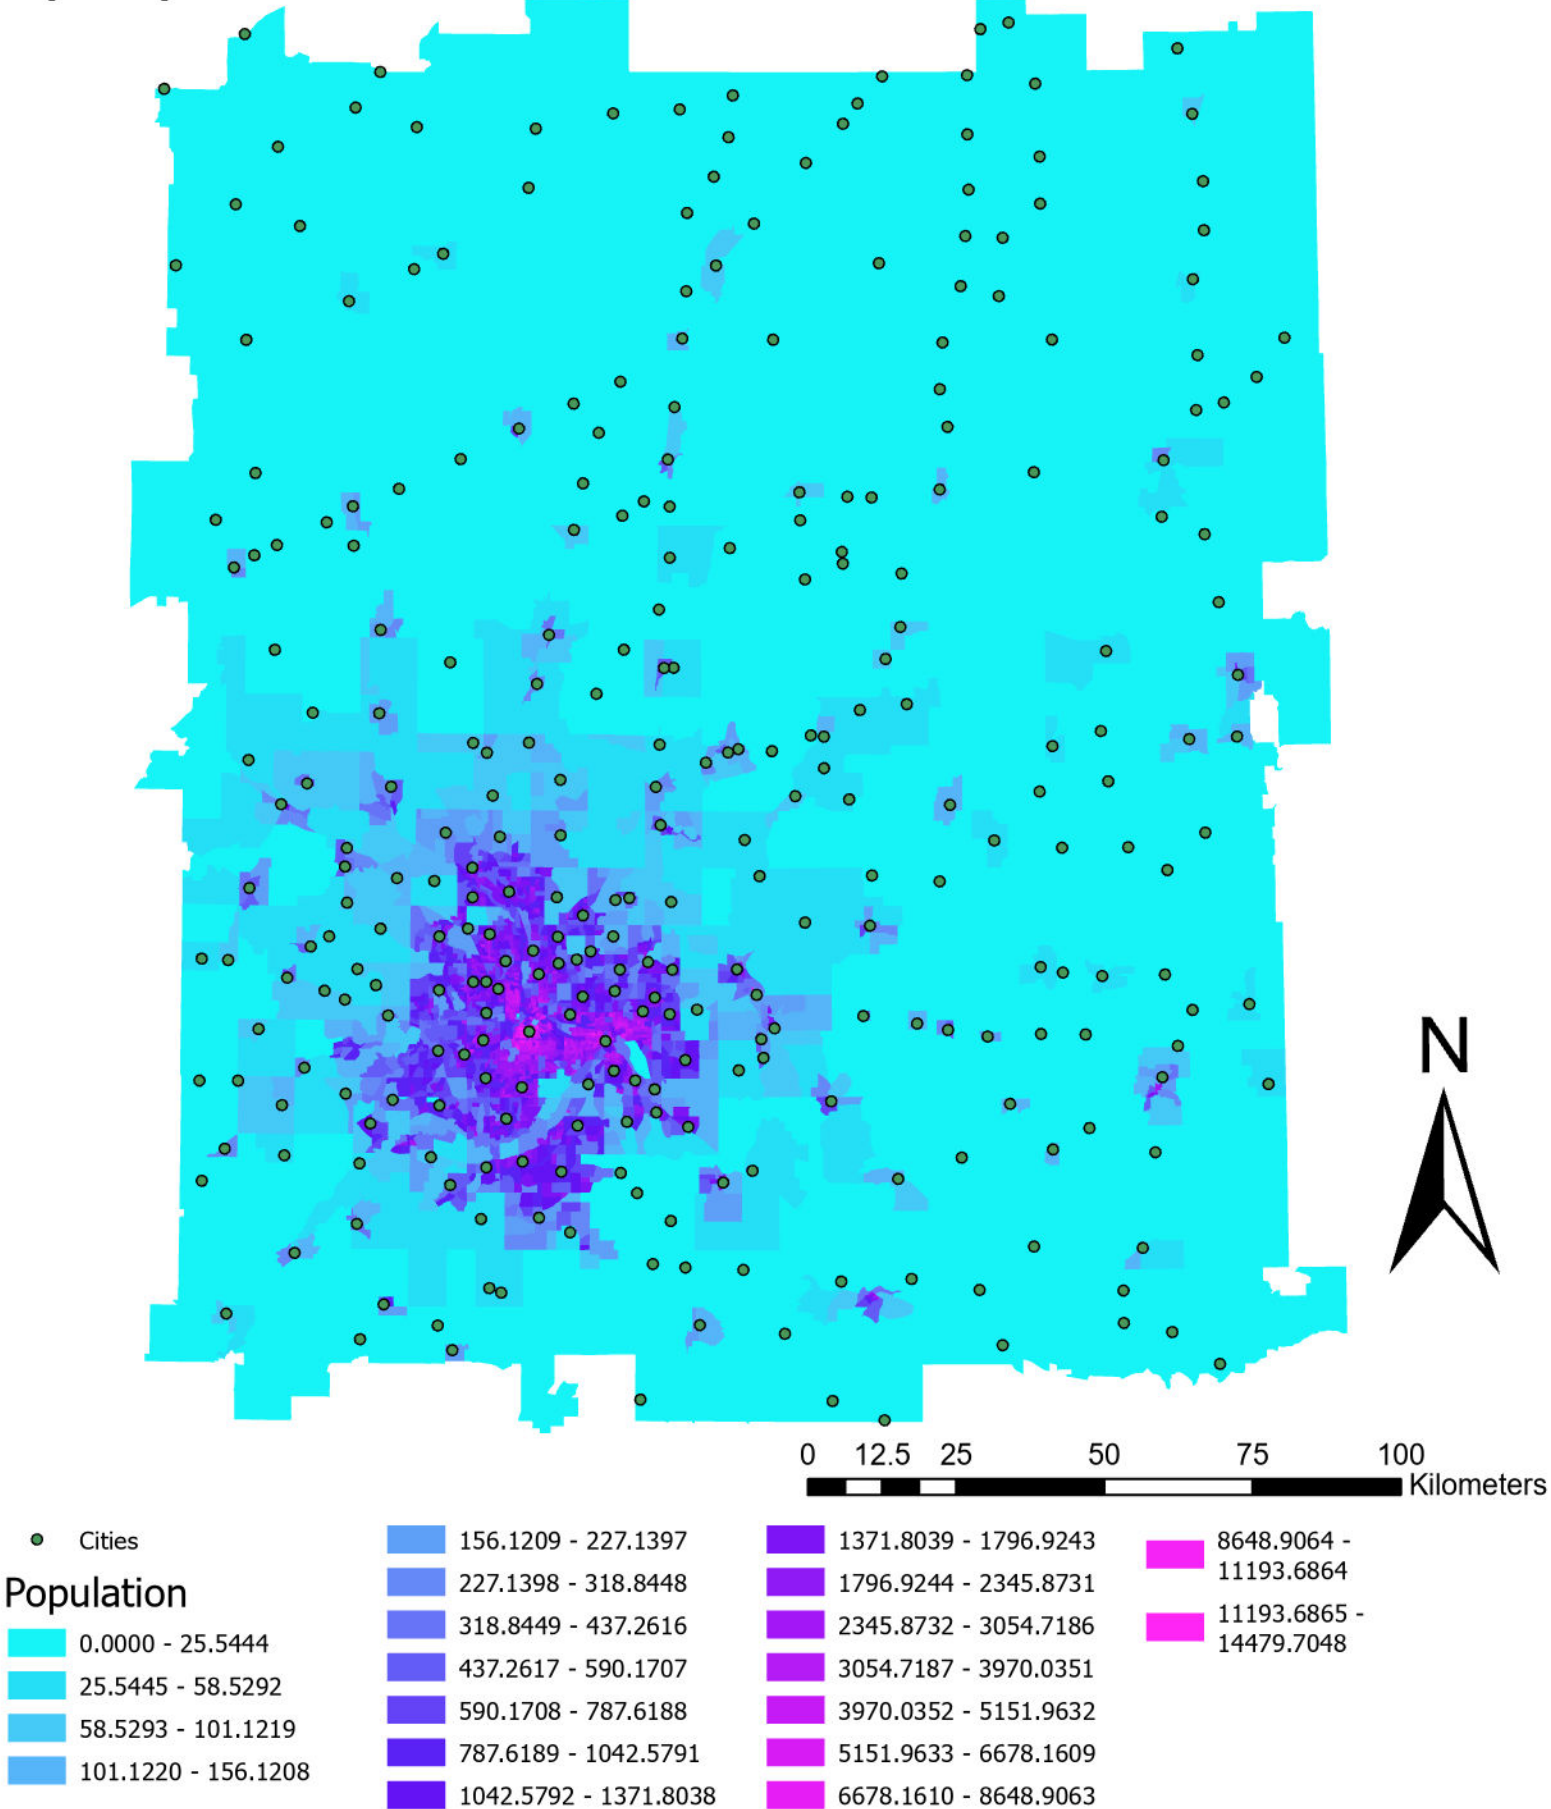 N
0 12.5 25 50 75 100
Kilometers
Cities
Population
0.0000 - 25.5444
25.5445 - 58.5292
58.5293 - 101.1219
101.1220 - 156.1208
156.1209 - 227.1397
227.1398 - 318.8448
318.8449 - 437.2616
437.2617 - 590.1707
590.1708 - 787.6188
787.6189 - 1042.5791
1042.5792 - 1371.8038
1371.8039 - 1796.9243
1796.9244 - 2345.8731
2345.8732 - 3054.7186
3054.7187 - 3970.0351
3970.0352 - 5151.9632
5151.9633 - 6678.1609
6678.1610 - 8648.9063
8648.9064 -
11193.6864
11193.6865 -
14479.7048